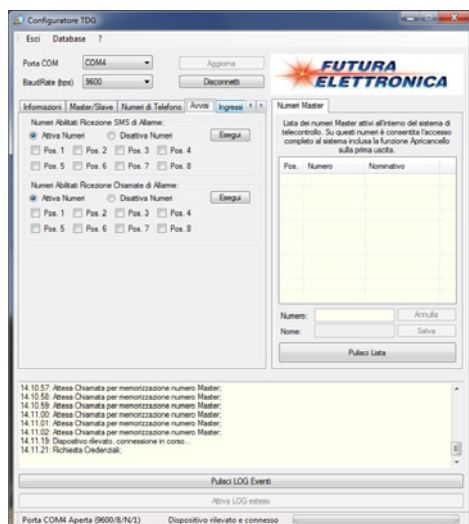 Configuratore TDG
Esci Database ?
Porta COM COM4 Aggiorna
BaudRate (bps) 9600 Disconnetti
FUTURA
ELETTRONICA
Informazioni Master/Slave Numeri di Telefono Avvisi Ingressi
Numeri Abilitati Ricezione SMS di Allarme:
Attiva Numeri Disattiva Numeri Esegui
Pos. 1 Pos. 2 Pos. 3 Pos. 4
Pos. 5 Pos. 6 Pos. 7 Pos. 8
Numeri Abilitati Ricezione Chiamate di Allarme:
Attiva Numeri Disattiva Numeri Esegui
Pos. 1 Pos. 2 Pos. 3 Pos. 4
Pos. 5 Pos. 6 Pos. 7 Pos. 8
Numeri Master
Lista dei numeri Master attivi all'interno del sistema di
telecontrollo. Su questi numeri è consentita l'accesso
completo al sistema inclusa la funzione Apricancello
sulla prima uscita.
Pos. Numero Nominativo
Numero: Annulla
Nome: Salva
Pulisci Lista
14.10.57: Attesa Chiamata per memorizzazione numero Master;
14.10.58: Attesa Chiamata per memorizzazione numero Master;
14.10.59: Attesa Chiamata per memorizzazione numero Master;
14.11.00: Attesa Chiamata per memorizzazione numero Master;
14.11.01: Attesa Chiamata per memorizzazione numero Master;
14.11.02: Attesa Chiamata per memorizzazione numero Master;
14.11.19: Dispositivo rilevato, connessione in corso...
14.11.21: Richiesta Credenziali;
Pulisci LOG Eventi
Attiva LOG esteso
Porta COM4 Aperta (9600/8/N/1) Dispositivo rilevato e connesso